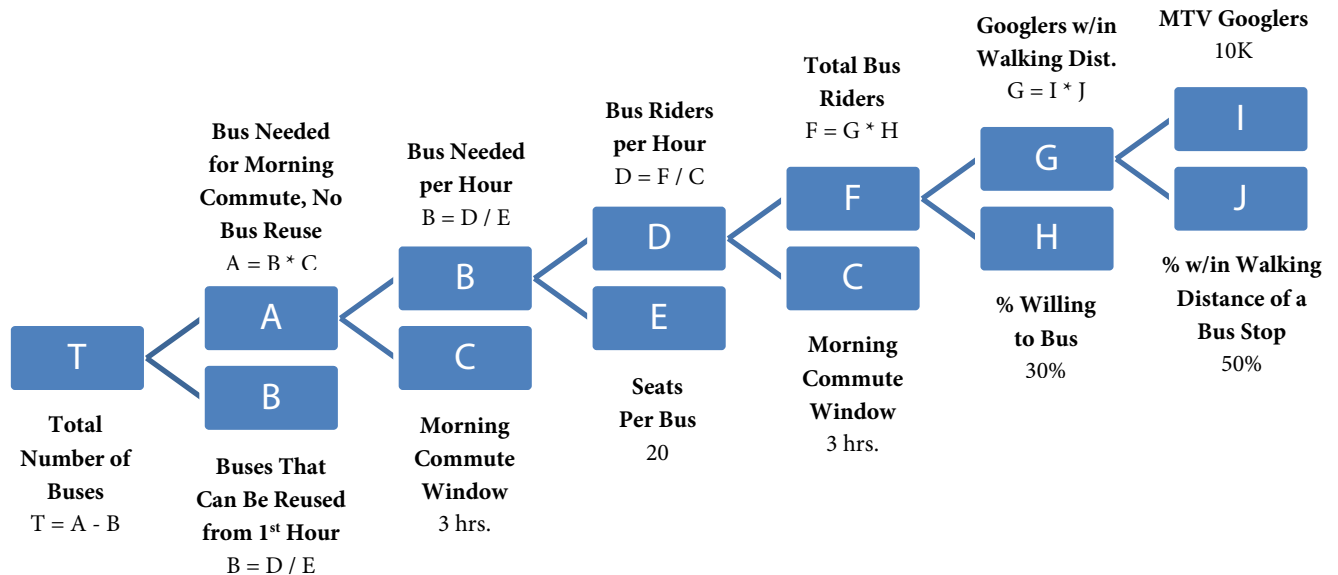 MTV Googlers
10K
Googlers w/in
Walking Dist.
G = I * J
Total Bus
Riders
F = G * H
Bus Riders
per Hour
D = F / C
Bus Needed
for Morning
Commute, No
Bus Reuse
A = B * C
Bus Needed
per Hour
B = D / E
I
G
J
F
H
D
C
B
E
A
C
T
B
% w/in Walking
Distance of a
Bus Stop
50%
% Willing
to Bus
30%
Morning
Commute
Window
3 hrs.
Seats
Per Bus
20
Morning
Commute
Window
3 hrs.
Total
Number of
Buses
T = A - B
Buses That
Can Be Reused
from 1st Hour
B = D / E